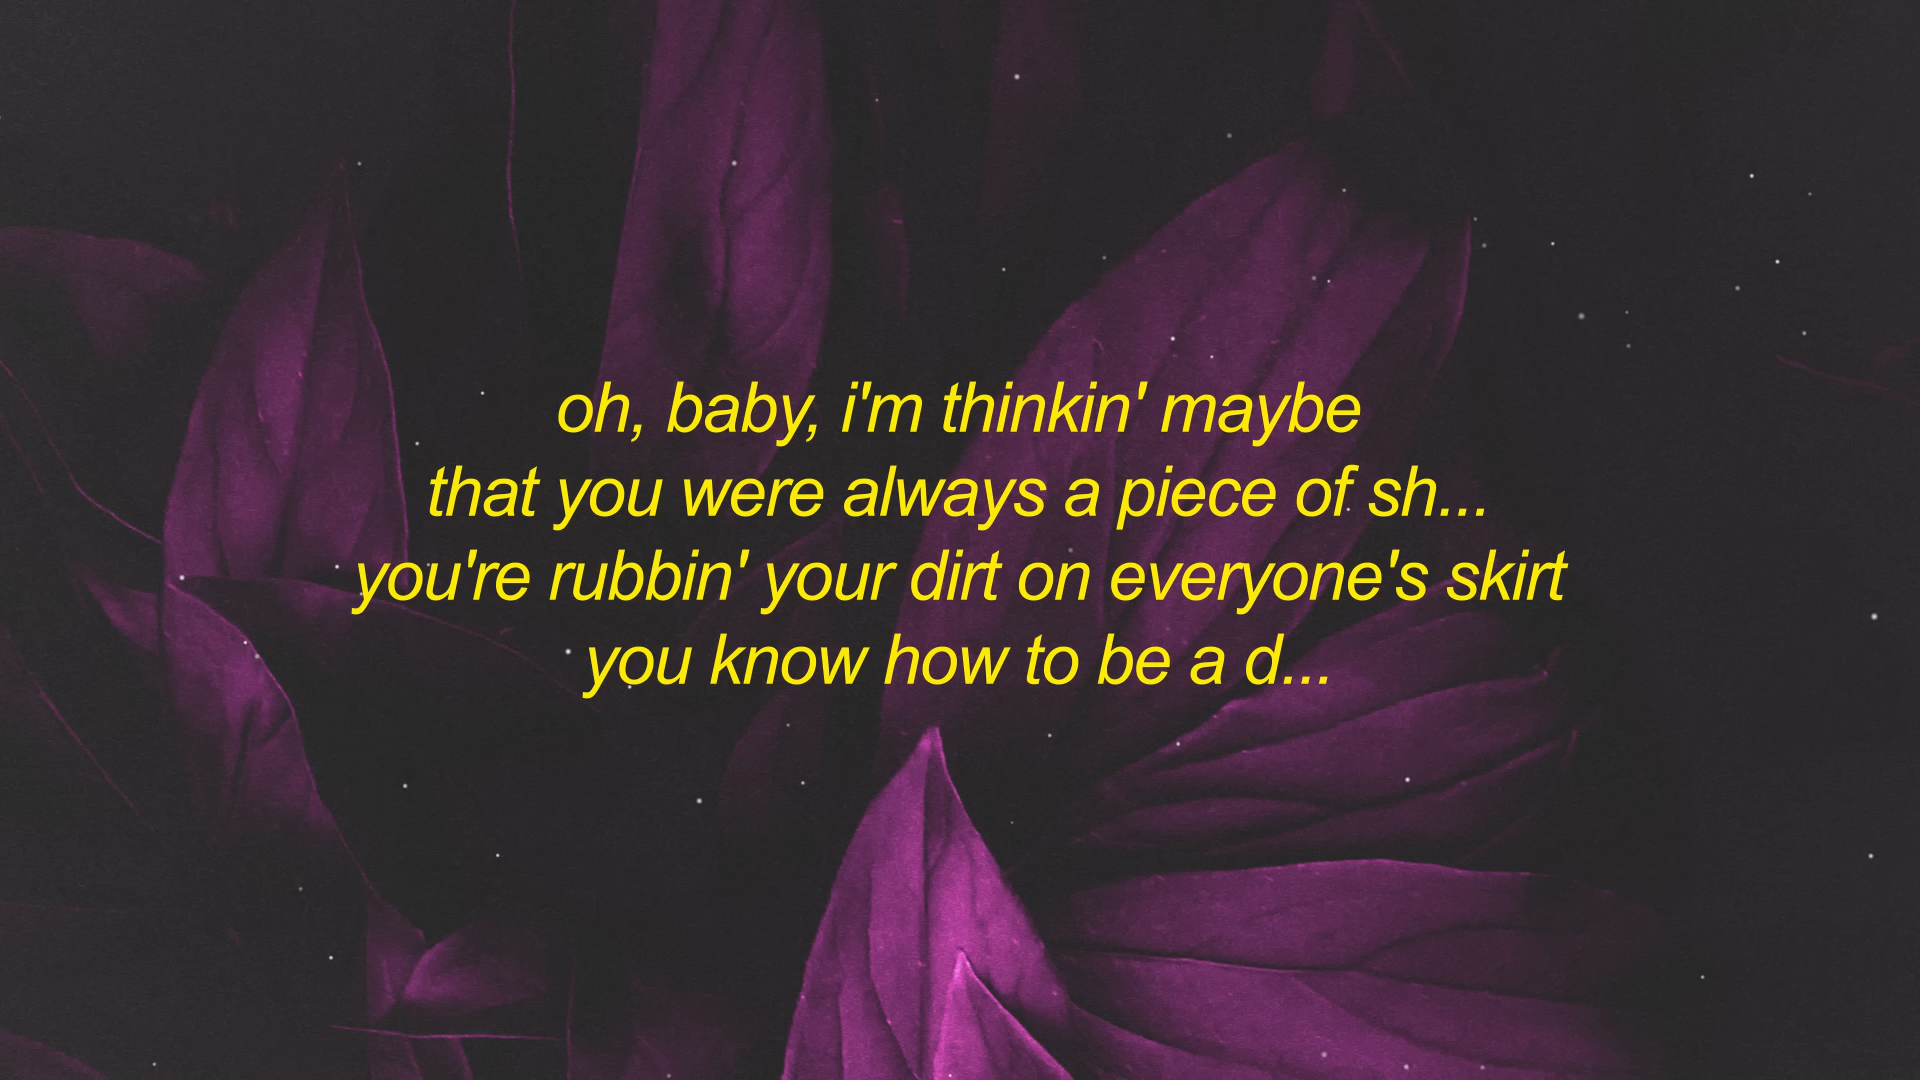 oh, baby, i'm thinkin' maybe
that you were always a piece of sh...
you're rubbin' your dirt on everyone's skirt
you know how to be a d...